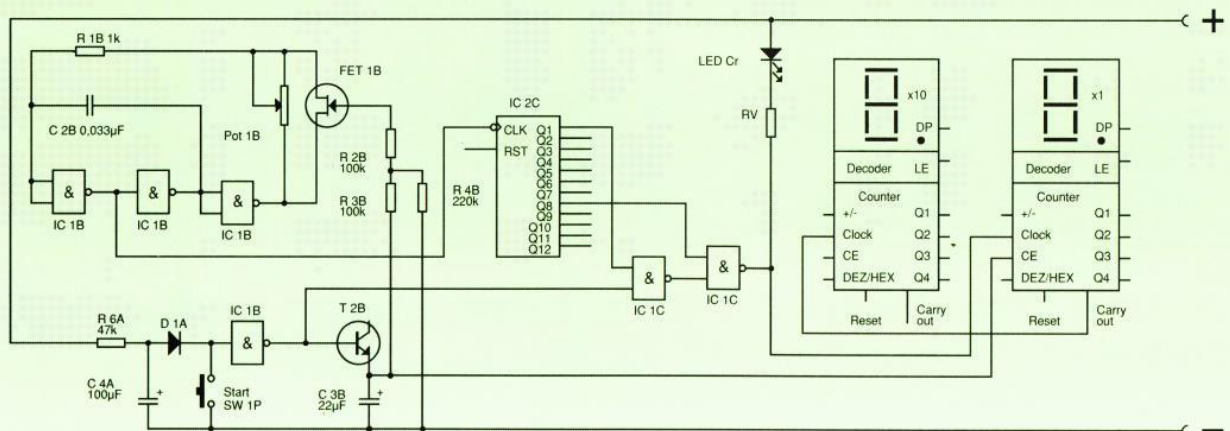 +
R 1B 1k
C 2B 0,033µF
Pot 1B
FET 1B
R 2B
100k
R 3B
100k
R 4B
220k
&
IC 1B
&
IC 1B
&
IC 1B
IC 2C
CLK
RST
Q1
Q2
Q3
Q4
Q5
Q6
Q7
Q8
Q9
Q10
Q11
Q12
LED Cr
RV
&
IC 1C
&
IC 1C
x10
DP
Decoder LE
Counter
+/- Q1
Clock Q2
CE Q3
DEZ/HEX Q4
Reset
Carry
out
x1
DP
Decoder LE
Counter
+/- Q1
Clock Q2
CE Q3
DEZ/HEX Q4
Reset
Carry
out
R 6A
47k
D 1A
IC 1B
&
T 2B
C 4A
100µF
+
Start
SW 1P
C 3B
22µF
+
−